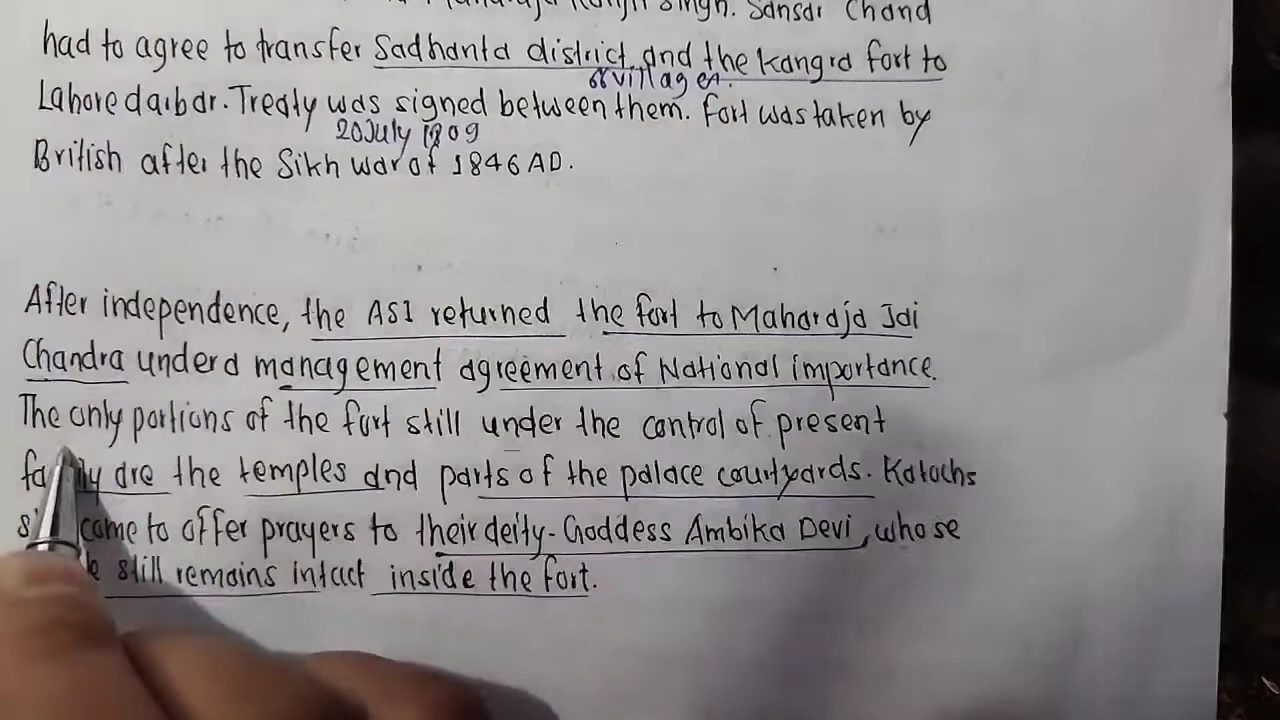 Singh. Sansar Chand
had to agree to transfer Sadhanta district and the Kangra fort to
68 villages.
Lahore darbar. Treaty was signed between them. Fort was taken by
20 July 1809
British after the Sikh war of 1846 AD.
After independence, the ASI returned the fort to Maharaja Jai
Chandra under a management agreement of National importance.
The only portions of the fort still under the control of present
are the temples and parts of the palace courtyards. Katochs
come to offer prayers to their deity- Goddess Ambika Devi, whose
still remains intact inside the fort.